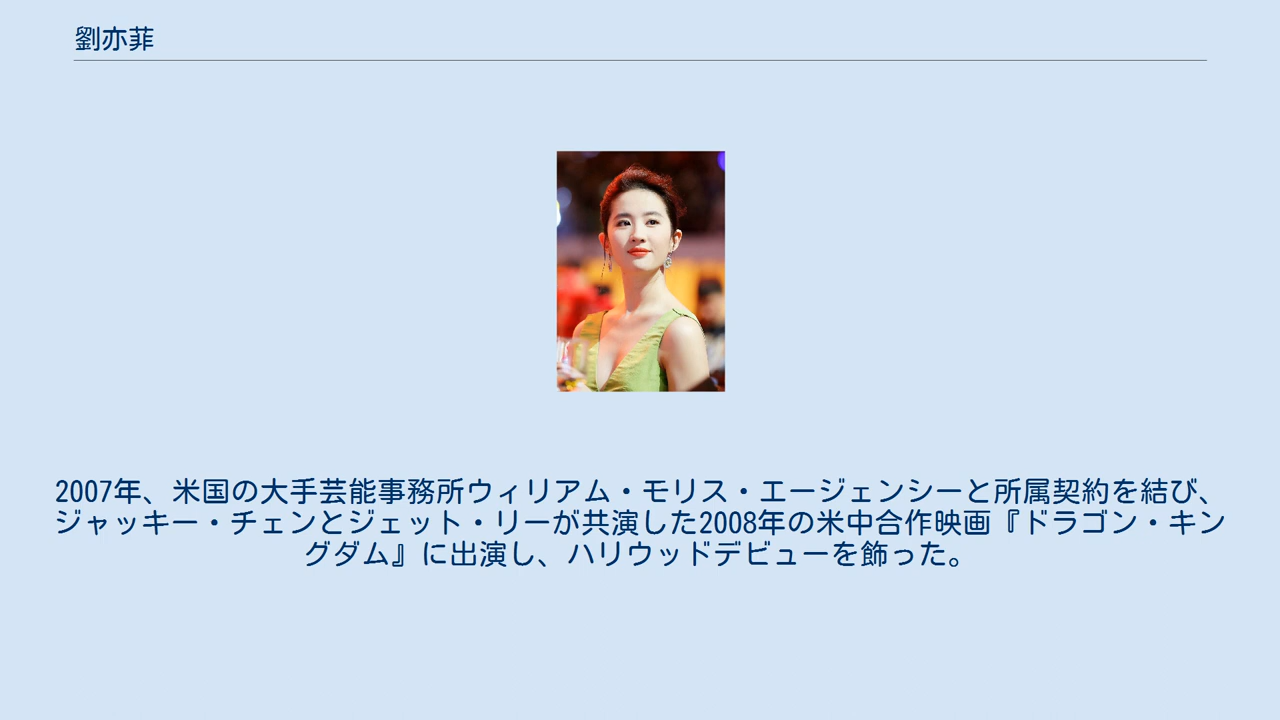 劉亦菲
2007年、米国の大手芸能事務所ウィリアム・モリス・エージェンシーと所属契約を結び、
ジャッキー・チェンとジェット・リーが共演した2008年の米中合作映画『ドラゴン・キン
グダム』に出演し、ハリウッドデビューを飾った。